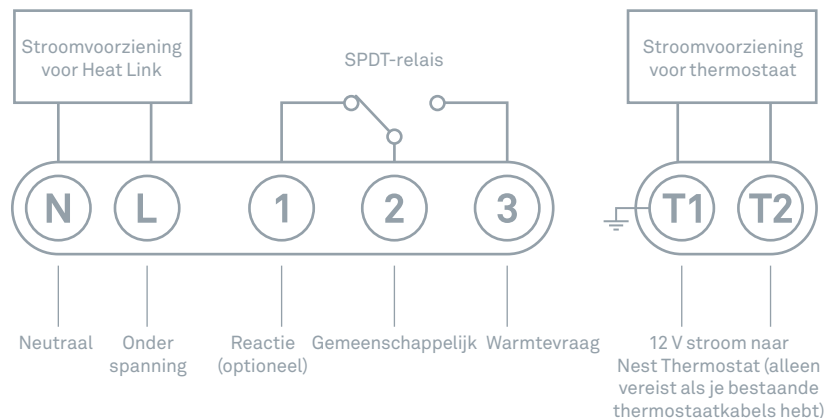 Stroomvoorziening
voor Heat Link
SPDT-relais
Stroomvoorziening
voor thermostaat
N
L
1
2
3
T1
T2
Neutraal
Onder
spanning
Reactie
(optioneel)
Gemeenschappelijk
Warmtevraag
12 V stroom naar
Nest Thermostat (alleen
vereist als je bestaande
thermostaatkabels hebt)